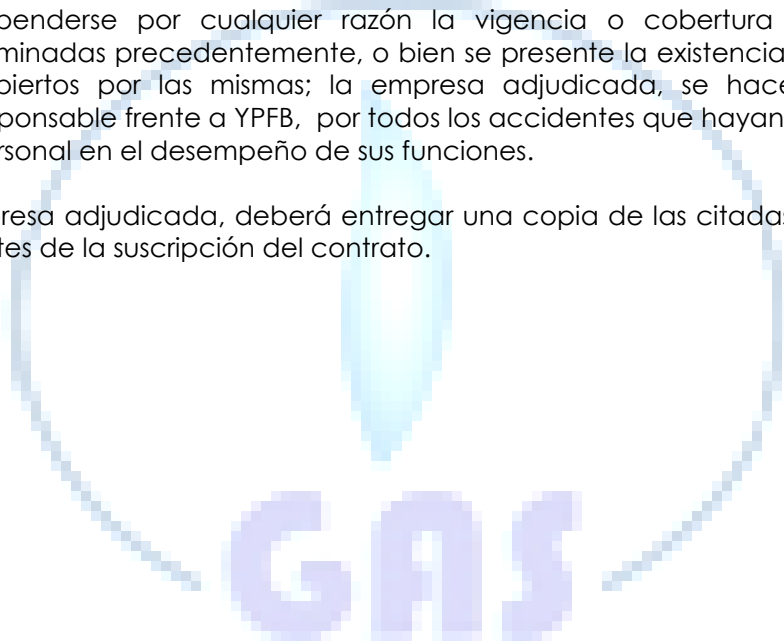 penderse por cualquier razón la vigencia o cobertura
minadas precedentemente, o bien se presente la existencia
biertos por las mismas; la empresa adjudicada, se hace
ponsable frente a YPFB, por todos los accidentes que hayan
rsonal en el desempeño de sus funciones.
resa adjudicada, deberá entregar una copia de las citadas
tes de la suscripción del contrato.
GAS